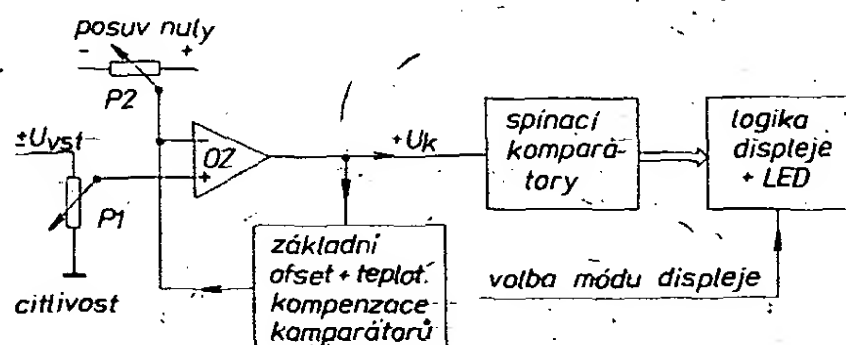 posuv nuly
- +
P2
±Uvst
OZ
-
+
P1
citlivost
+Uk
spínací
kompará-
tory
logika
displeje
+ LED
základní
ofset + teplot.
kompenzace
komparátorů
volba módu displeje